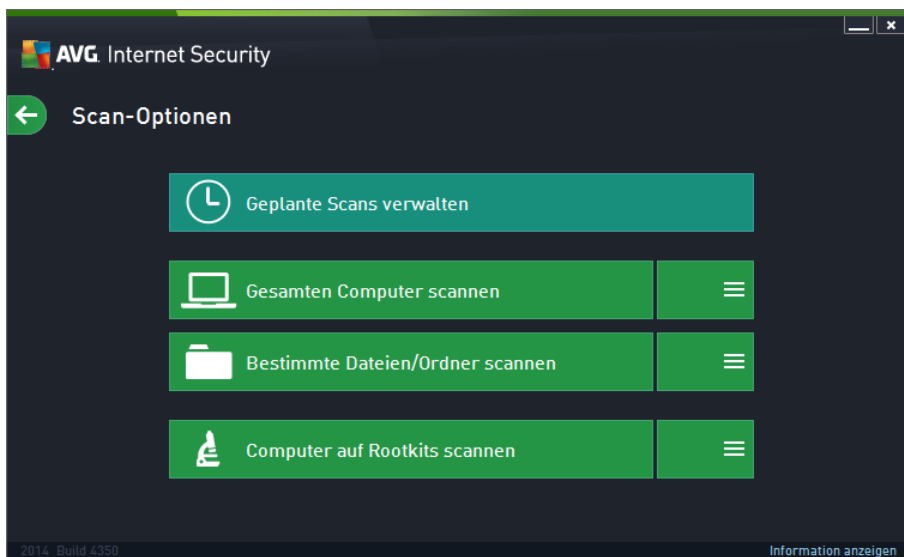 AVG. Internet Security
Scan-Optionen
Geplante Scans verwalten
Gesamten Computer scannen
Bestimmte Dateien/Ordner scannen
Computer auf Rootkits scannen
2014 Build 4350
Information anzeigen